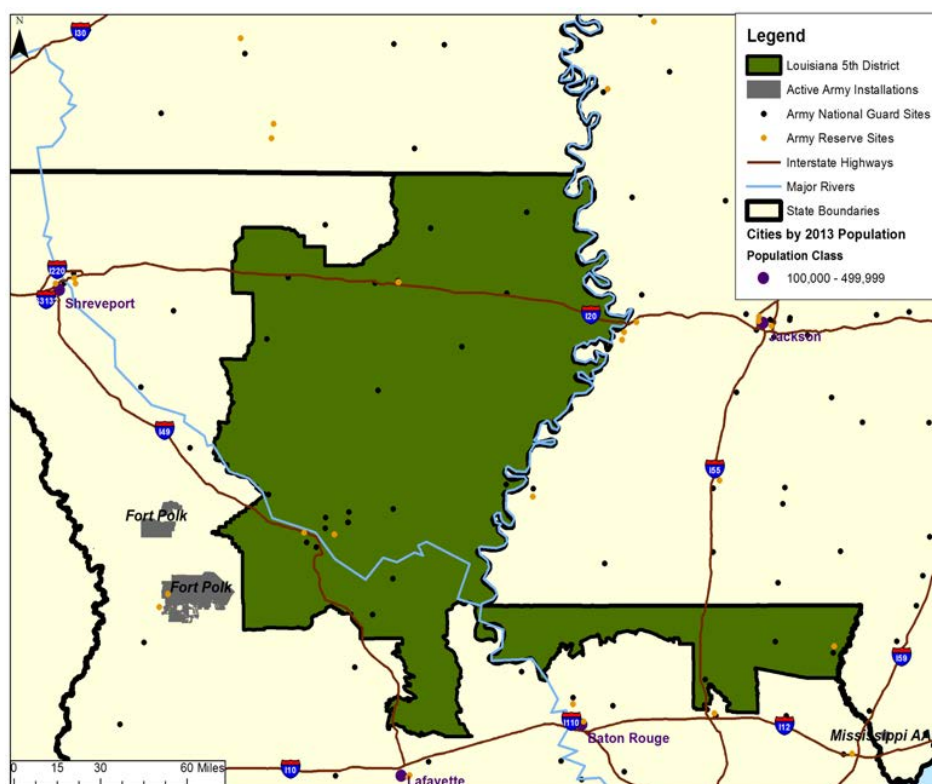 N
I30
Legend
Louisiana 5th District
Active Army Installations
Army National Guard Sites
Army Reserve Sites
Interstate Highways
Major Rivers
State Boundaries
Cities by 2013 Population
Population Class
100,000 - 499,999
I220
Shreveport
I20
Jackson
I49
I55
Fort Polk
Fort Polk
I59
I110
I12
Baton Rouge
Mississippi AA
I10
Lafayette
0 15 30 60 Miles